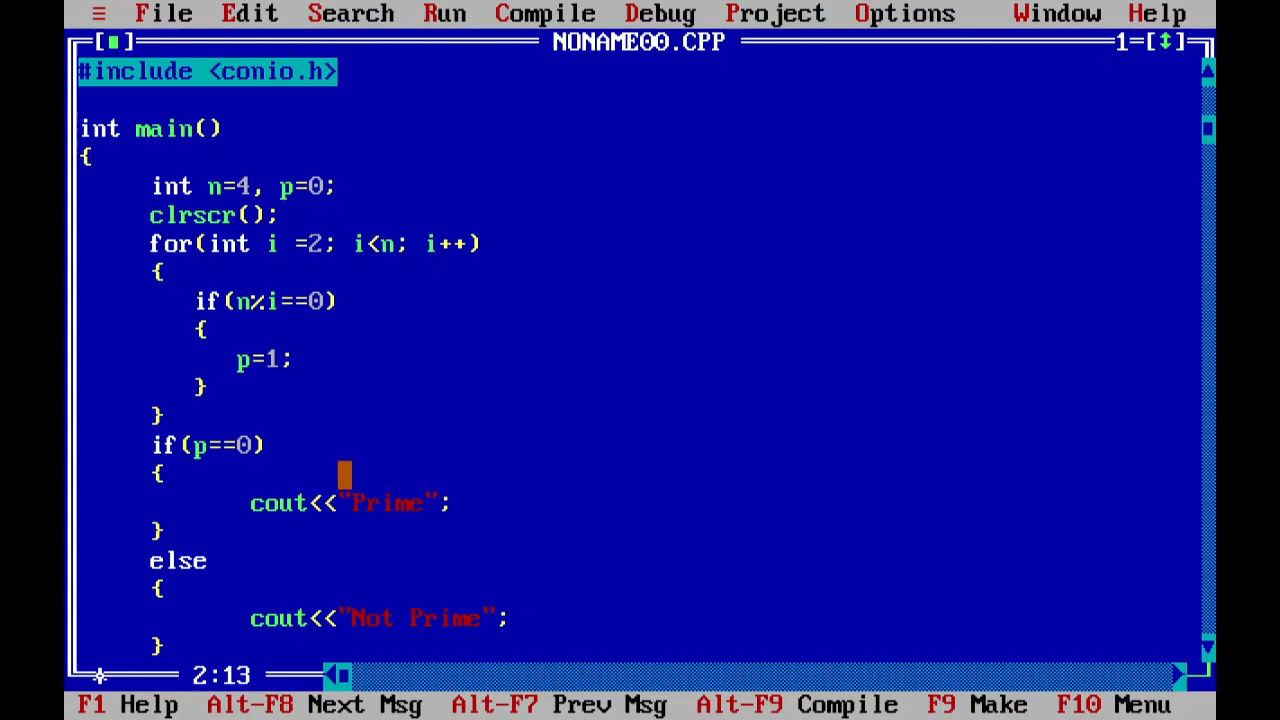 ≡ File Edit Search Run Compile Debug Project Options Window Help
[■] NONAME00.CPP 1=[↕]
#include <conio.h>
int main()
{
int n=4, p=0;
clrscr();
for(int i =2; i<n; i++)
{
if(n%i==0)
{
p=1;
}
}
if(p==0)
{
cout<<"Prime";
}
else
{
cout<<"Not Prime";
}
2:13
F1 Help Alt-F8 Next Msg Alt-F7 Prev Msg Alt-F9 Compile F9 Make F10 Menu